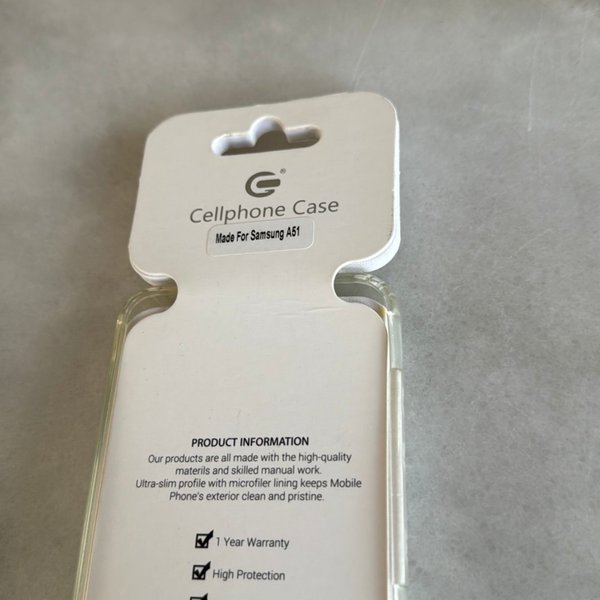 ®
Cellphone Case
Made For Samsung A51
PRODUCT INFORMATION
Our products are all made with the high-quality
materils and skilled manual work.
Ultra-slim profile with microfiler lining keeps Mobile
Phone's exterior clean and pristine.
1 Year Warranty
High Protection